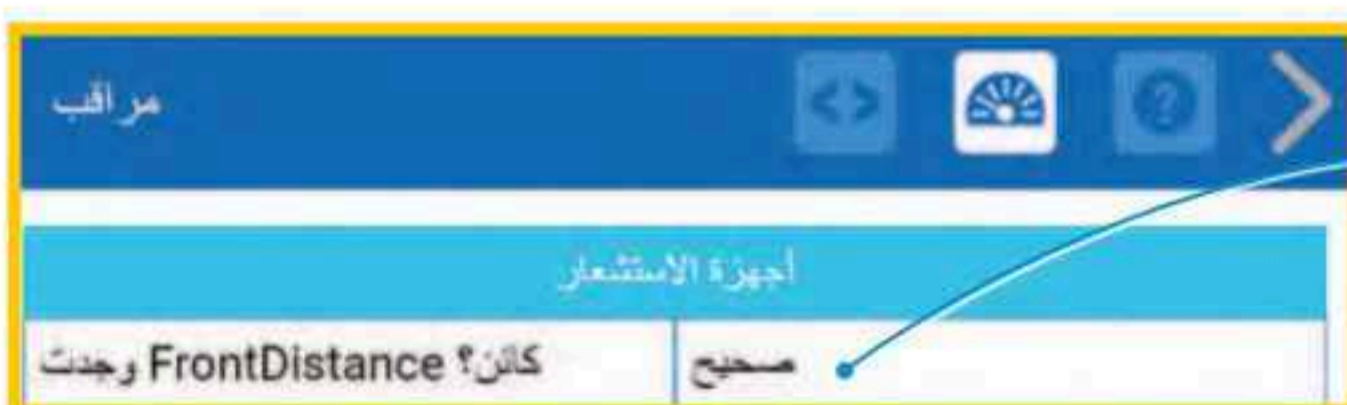 مراقب
أجهزة الاستشعار
كائن؟ FrontDistance وجدت
صحيح